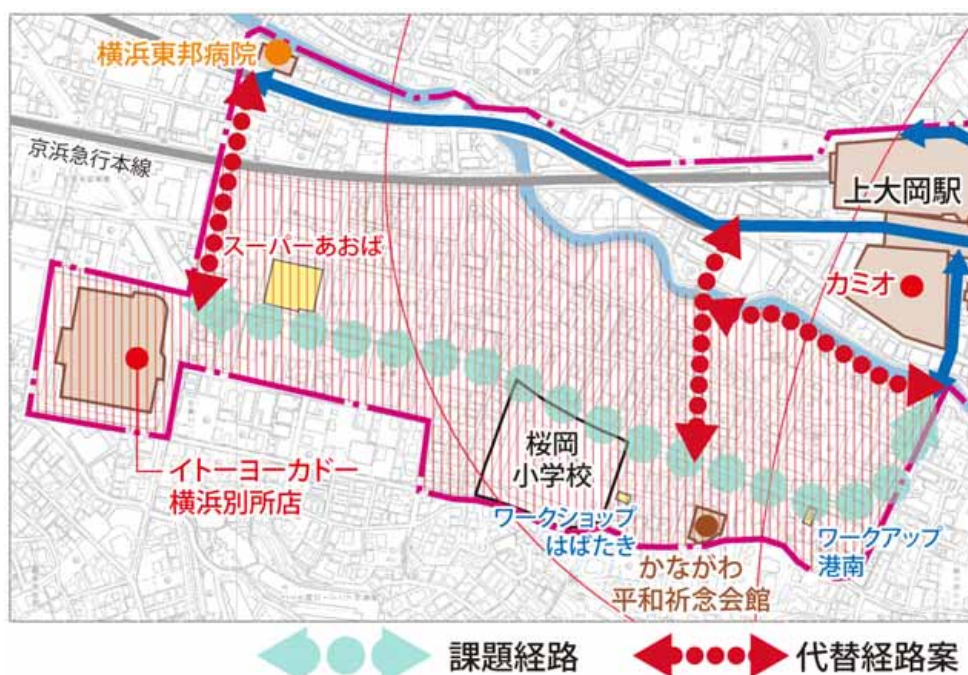 横浜東邦病院
京浜急行本線
上大岡駅
スーパーあおば
カミオ
イトーヨーカドー
横浜別所店
桜岡
小学校
ワークショップ
はばたき
かながわ
平和祈念会館
ワークアップ
港南
課題経路
代替経路案